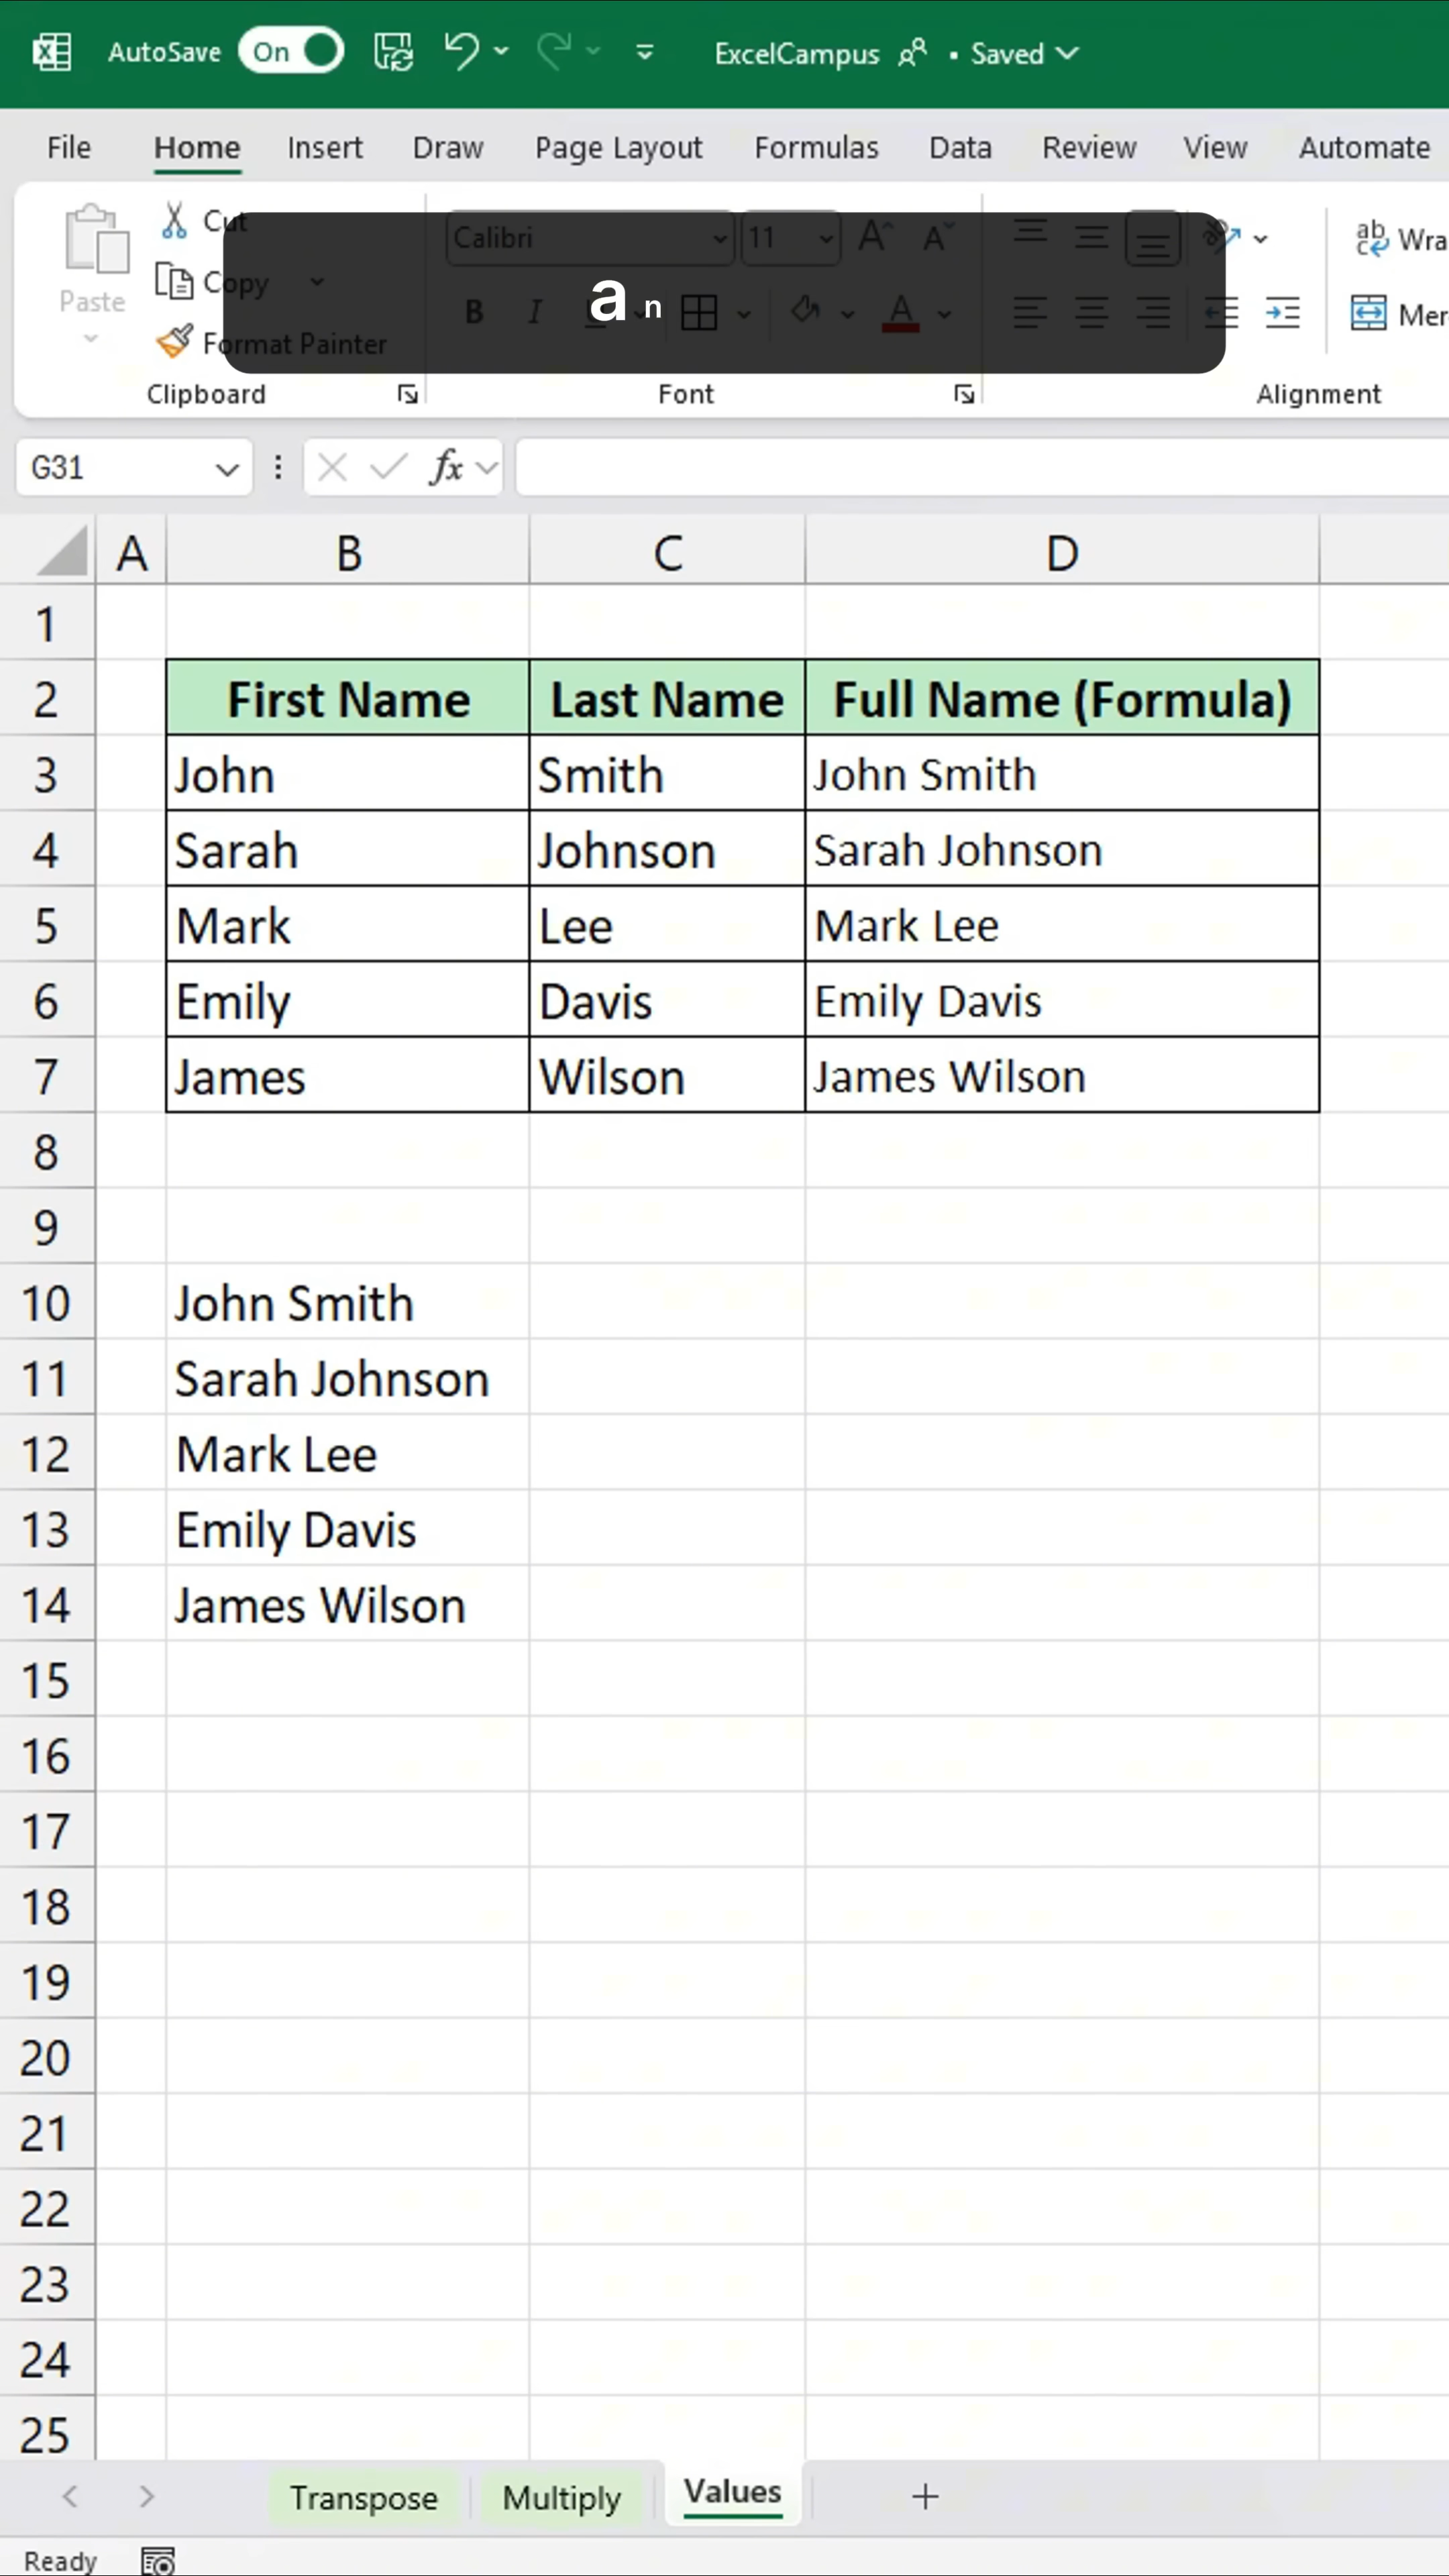 AutoSave On ExcelCampus • Saved
File Home Insert Draw Page Layout Formulas Data Review View Automate
Cut
Calibri 11
ab
c Wra
Copy
Paste
a n
B I
A
Mer
Format Painter
Clipboard Font Alignment
G31 fx
A B C D
1
2 First Name Last Name Full Name (Formula)
3 John Smith John Smith
4 Sarah Johnson Sarah Johnson
5 Mark Lee Mark Lee
6 Emily Davis Emily Davis
7 James Wilson James Wilson
8
9
10 John Smith
11 Sarah Johnson
12 Mark Lee
13 Emily Davis
14 James Wilson
15
16
17
18
19
20
21
22
23
24
25
Transpose Multiply Values +
Ready